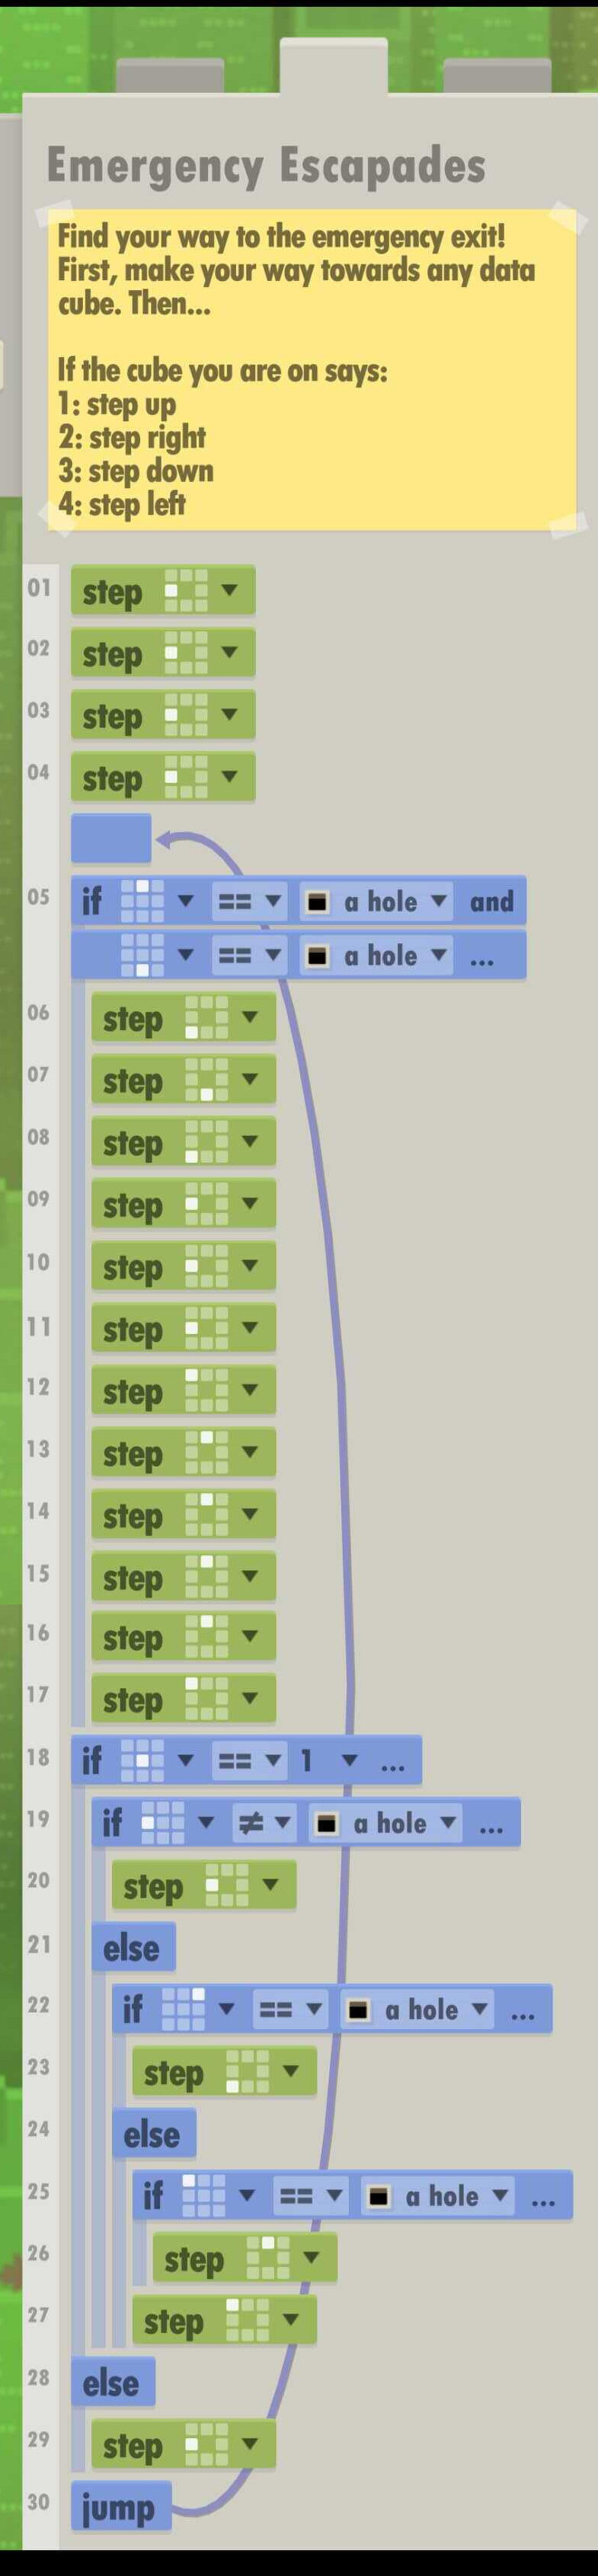 Emergency Escapades
Find your way to the emergency exit!
First, make your way towards any data
cube. Then...
If the cube you are on says:
1: step up
2: step right
3: step down
4: step left
01 step
02 step
03 step
04 step
05 if == a hole and
== a hole ...
06 step
07 step
08 step
09 step
10 step
11 step
12 step
13 step
14 step
15 step
16 step
17 step
18 if == 1 ...
19 if ≠ a hole ...
20 step
21 else
22 if == a hole ...
23 step
24 else
25 if == a hole ...
26 step
27 step
28 else
29 step
30 jump